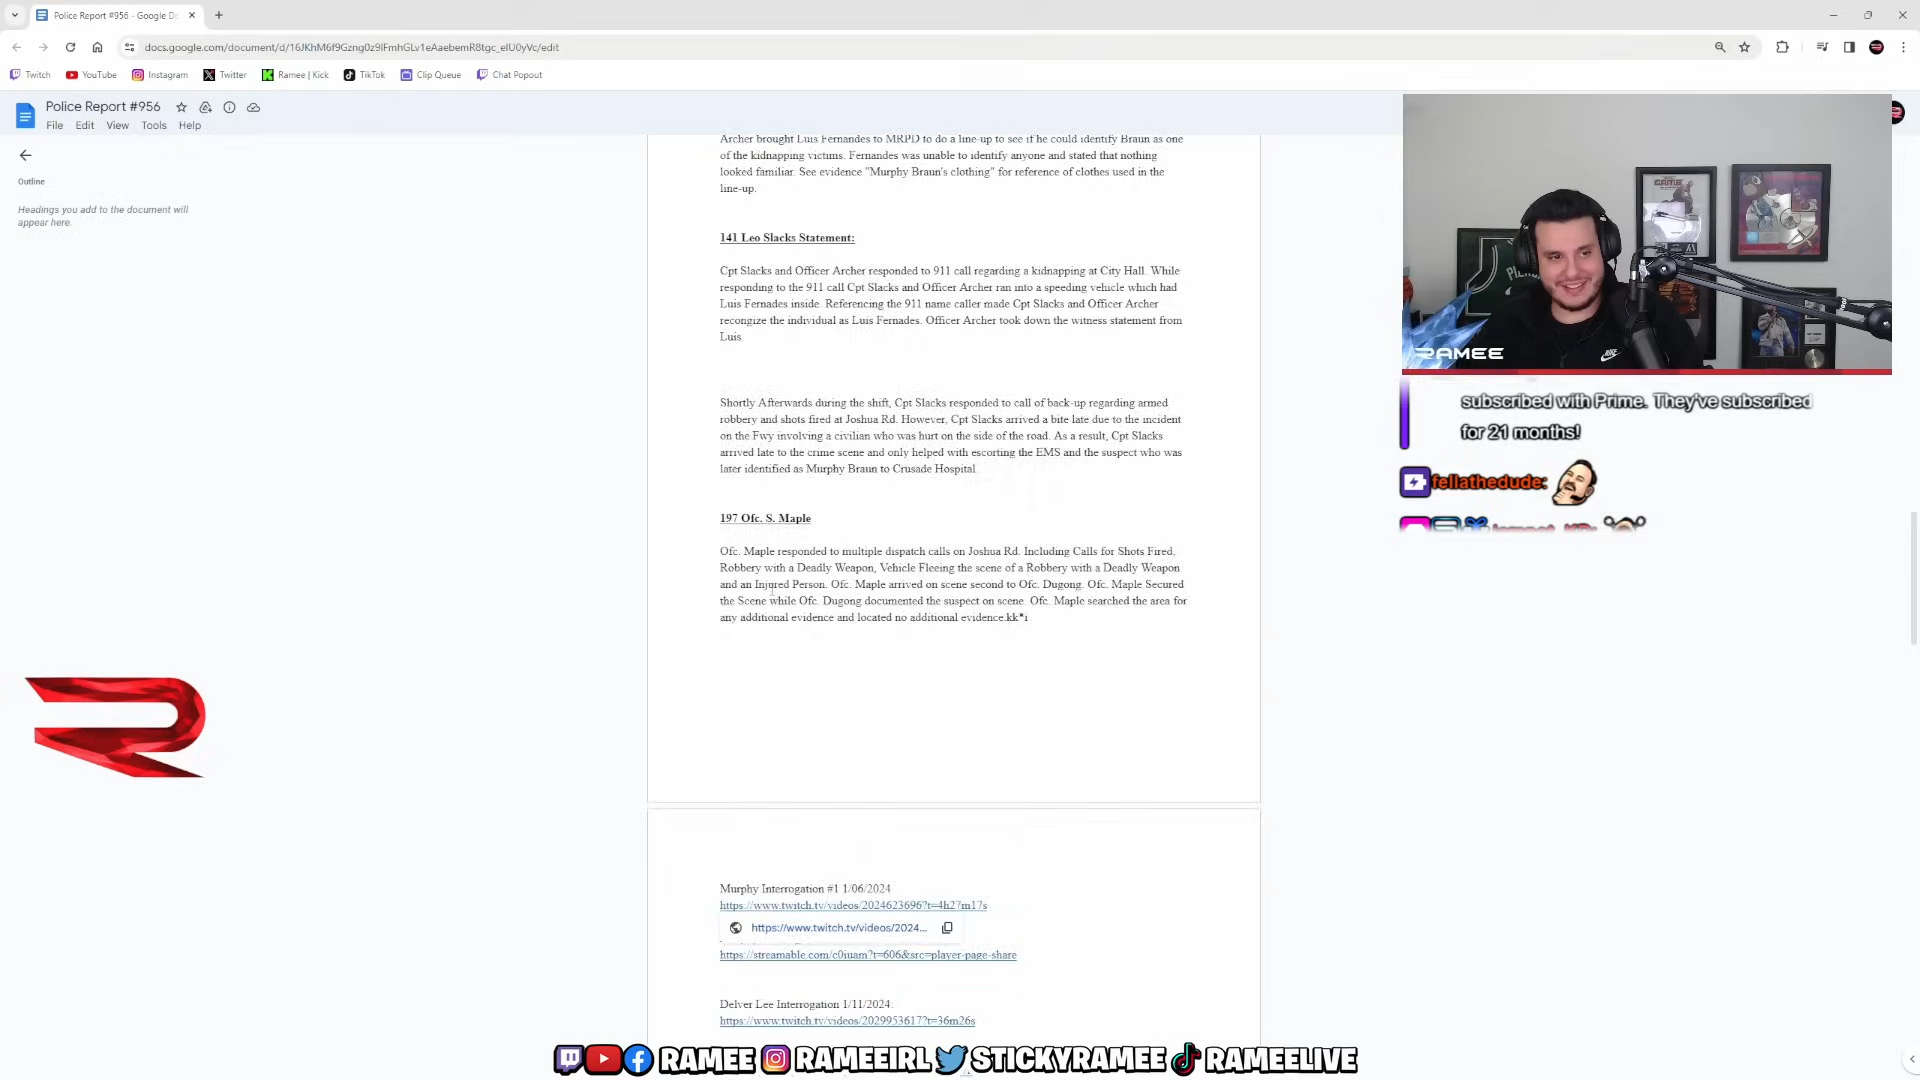 Police Report #956 - Google Do
docs.google.com/document/d/16JKhM6f9Gzng0z9lFmhGLv1eAaebemR8tgc_eIU0yVc/edit
Twitch
YouTube
Instagram
Twitter
Ramee | Kick
TikTok
Clip Queue
Chat Popout
Police Report #956
File
Edit
View
Tools
Help
Outline
Headings you add to the document will
appear here.
Archer brought Luis Fernandes to MRPD to do a line-up to see if he could identify Braun as one
of the kidnapping victims. Fernandes was unable to identify anyone and stated that nothing
looked familiar. See evidence "Murphy Braun's clothing" for reference of clothes used in the
line-up.
141 Leo Slacks Statement:
Cpt Slacks and Officer Archer responded to 911 call regarding a kidnapping at City Hall. While
responding to the 911 call Cpt Slacks and Officer Archer ran into a speeding vehicle which had
Luis Fernades inside. Referencing the 911 name caller made Cpt Slacks and Officer Archer
recongize the individual as Luis Fernades. Officer Archer took down the witness statement from
Luis.
Shortly Afterwards during the shift, Cpt Slacks responded to call of back-up regarding armed
robbery and shots fired at Joshua Rd. However, Cpt Slacks arrived a bite late due to the incident
on the Fwy involving a civilian who was hurt on the side of the road. As a result, Cpt Slacks
arrived late to the crime scene and only helped with escorting the EMS and the suspect who was
later identified as Murphy Braun to Crusade Hospital.
197 Ofc. S. Maple
Ofc. Maple responded to multiple dispatch calls on Joshua Rd. Including Calls for Shots Fired,
Robbery with a Deadly Weapon, Vehicle Fleeing the scene of a Robbery with a Deadly Weapon
and an Injured Person. Ofc. Maple arrived on scene second to Ofc. Dugong. Ofc. Maple Secured
the Scene while Ofc. Dugong documented the suspect on scene. Ofc. Maple searched the area for
any additional evidence and located no additional evidence.kk*i
Murphy Interrogation #1 1/06/2024
https://www.twitch.tv/videos/2024623696?t=4h27m17s
https://www.twitch.tv/videos/2024...
https://streamable.com/c0iuam?t=606&src=player-page-share
Delver Lee Interrogation 1/11/2024:
https://www.twitch.tv/videos/2029953617?t=36m26s
RAMEE
subscribed with Prime. They've subscribed
for 21 months!
fellathedude:
RAMEE
RAMEEIRL
STICKYRAMEE
RAMEELIVE